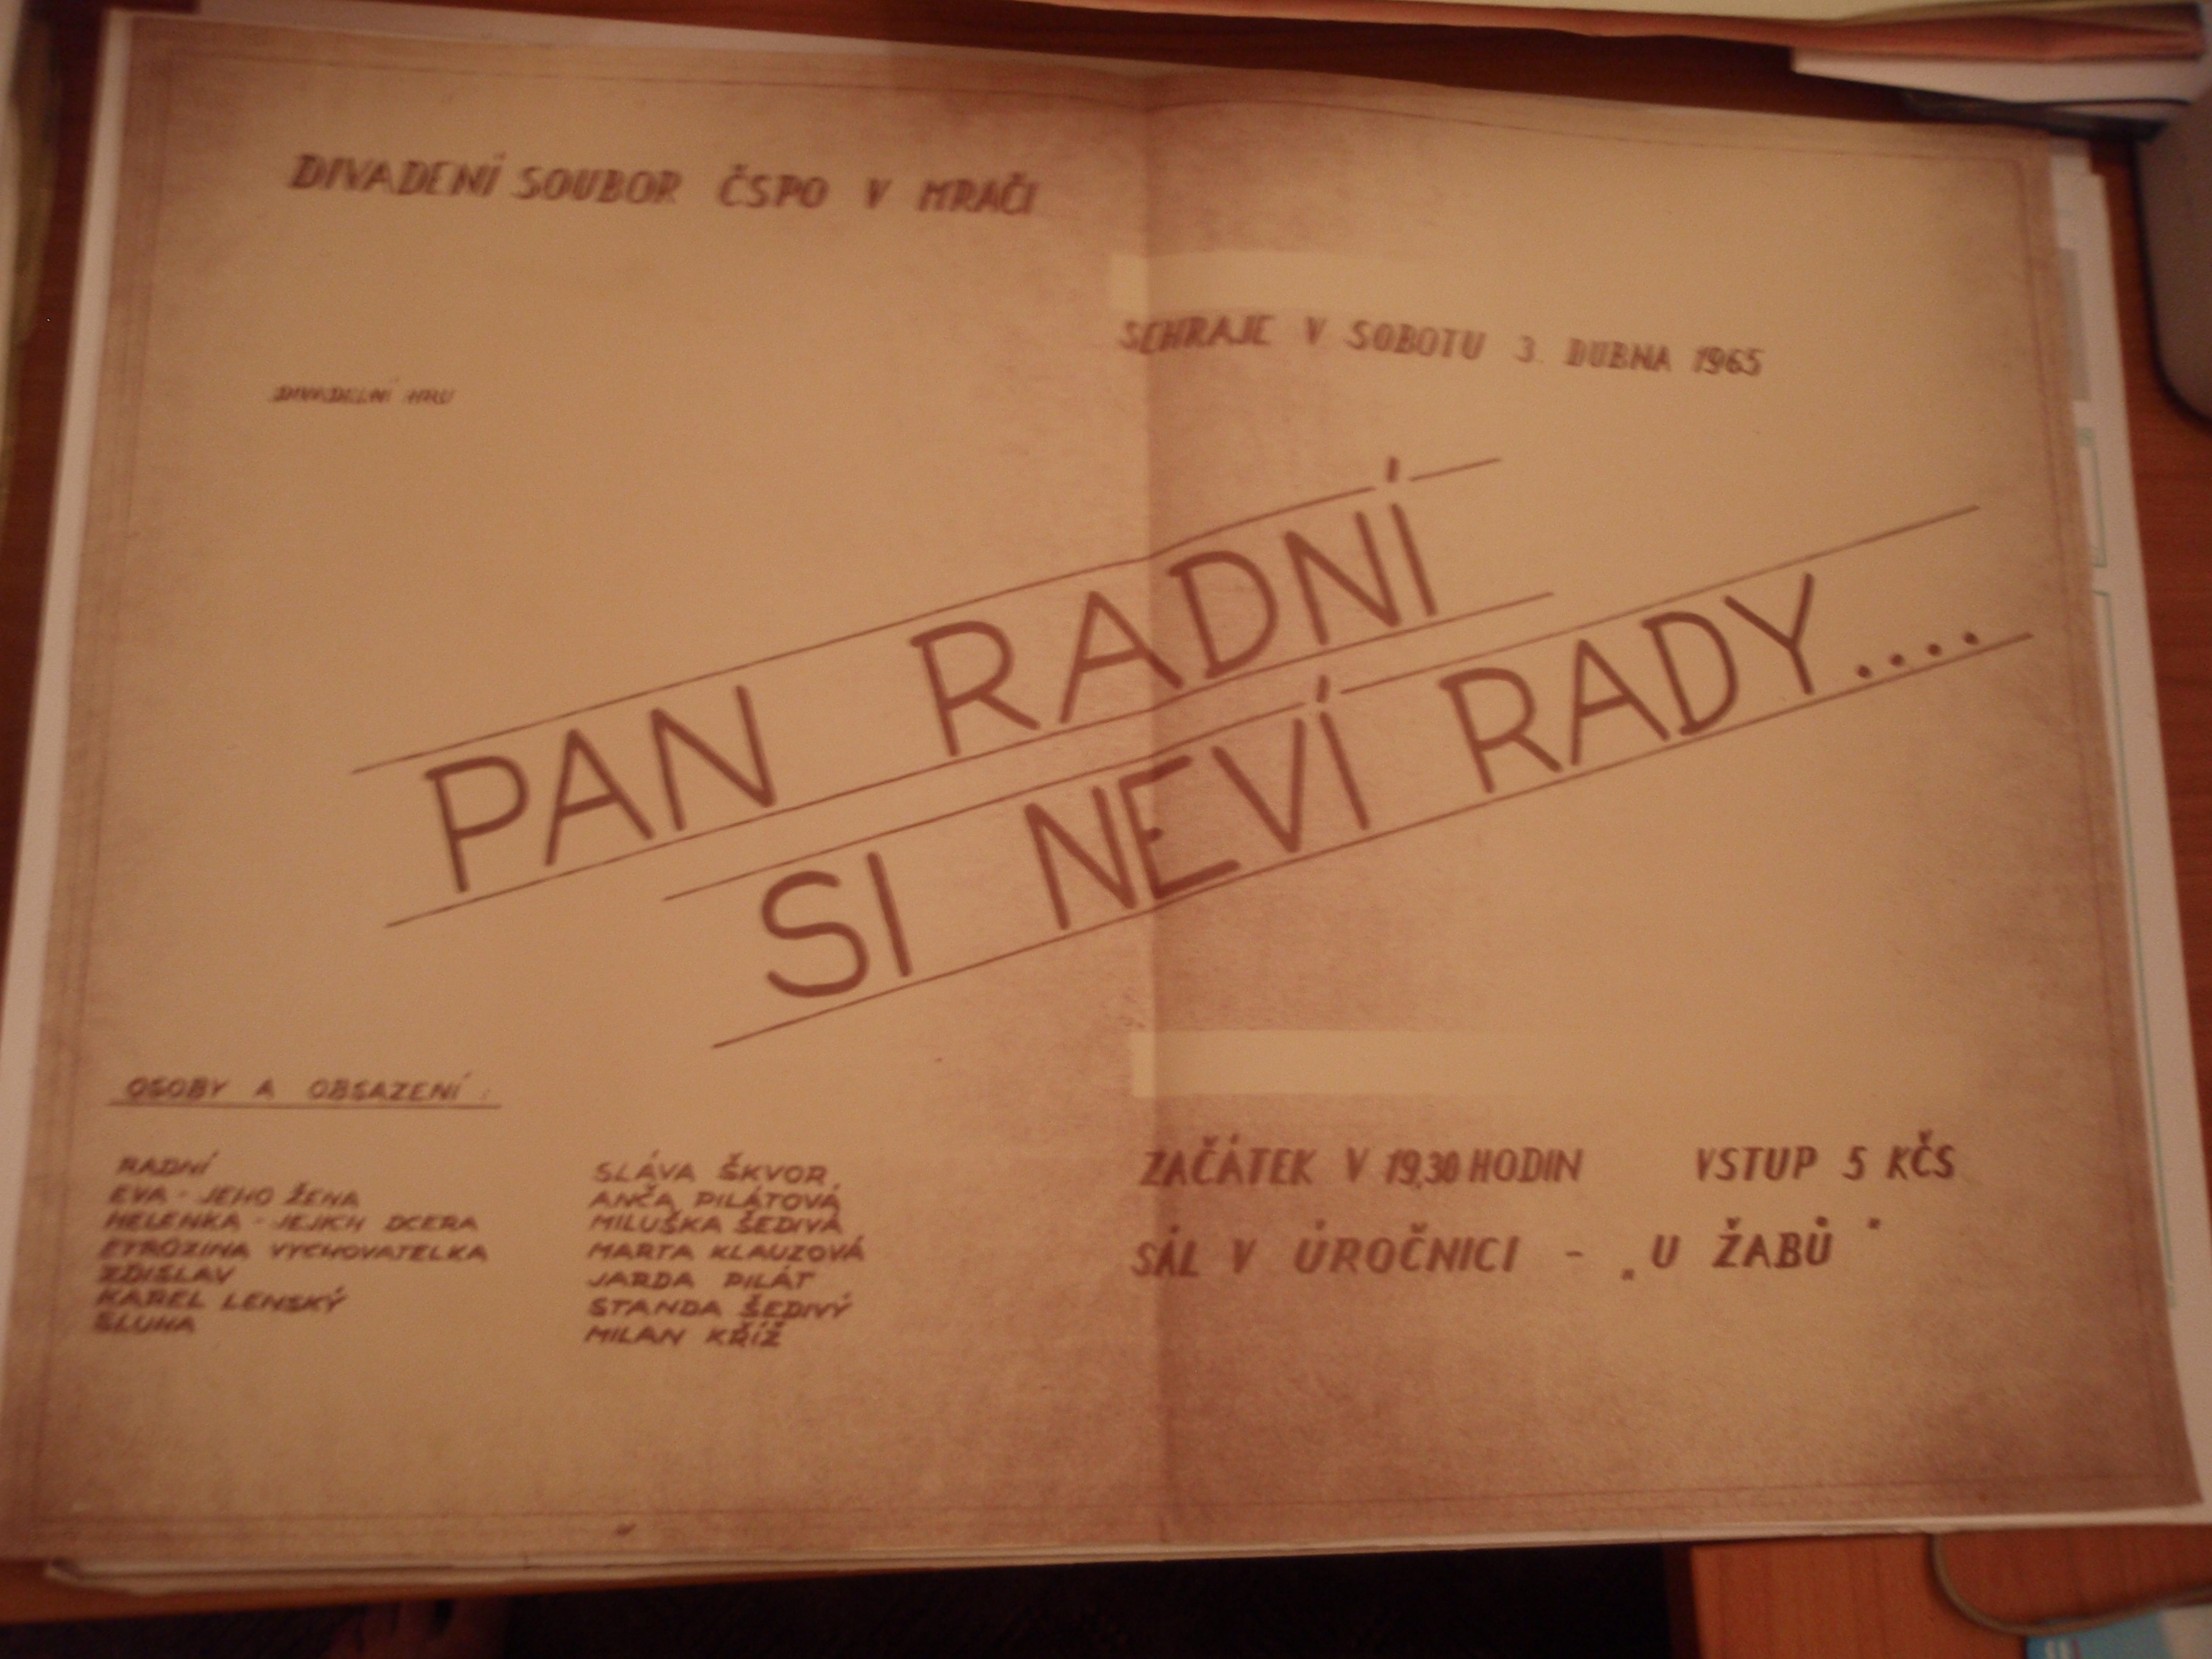 DIVADENÍ SOUBOR ČSPO V MRAČI
SEHRAJE V SOBOTU 3. DUBNA 1965
DIVADELNÍ HRU
PAN RADNÍ
SI NEVÍ RADY....
OSOBY A OBSAZENÍ:
RADNÍ SLÁVA ŠKVOR
EVA - JEHO ŽENA ANČA PILÁTOVÁ
HELENKA - JEJICH DCERA MILUŠKA ŠEDIVÁ
EFROZINA VYCHOVATELKA MARTA KLAUZOVÁ
ZDISLAV JARDA PILÁT
KAREL LENSKÝ STANDA ŠEDIVÝ
SLUHA MILAN KŘÍŽ
ZAČÁTEK V 19,30 HODIN VSTUP 5 KČS
SÁL V ÚROČNICI - „U ŽABŮ"